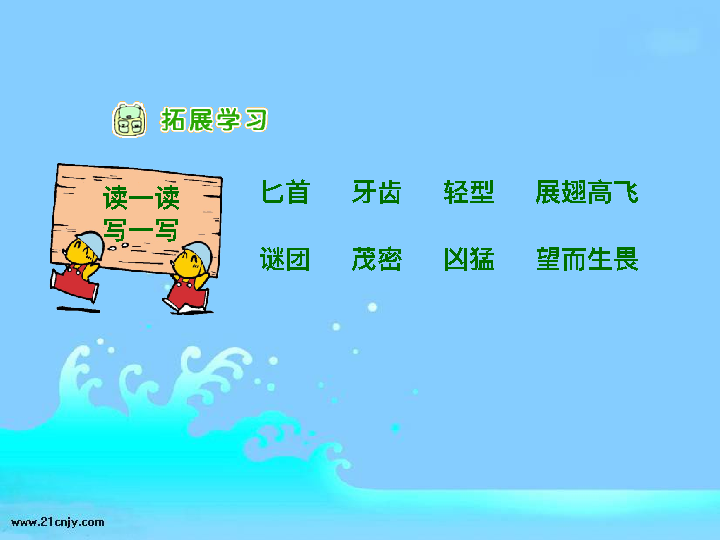 拓展学习
读一读
写一写
匕首 牙齿 轻型 展翅高飞
谜团 茂密 凶猛 望而生畏
www.21cnjy.com